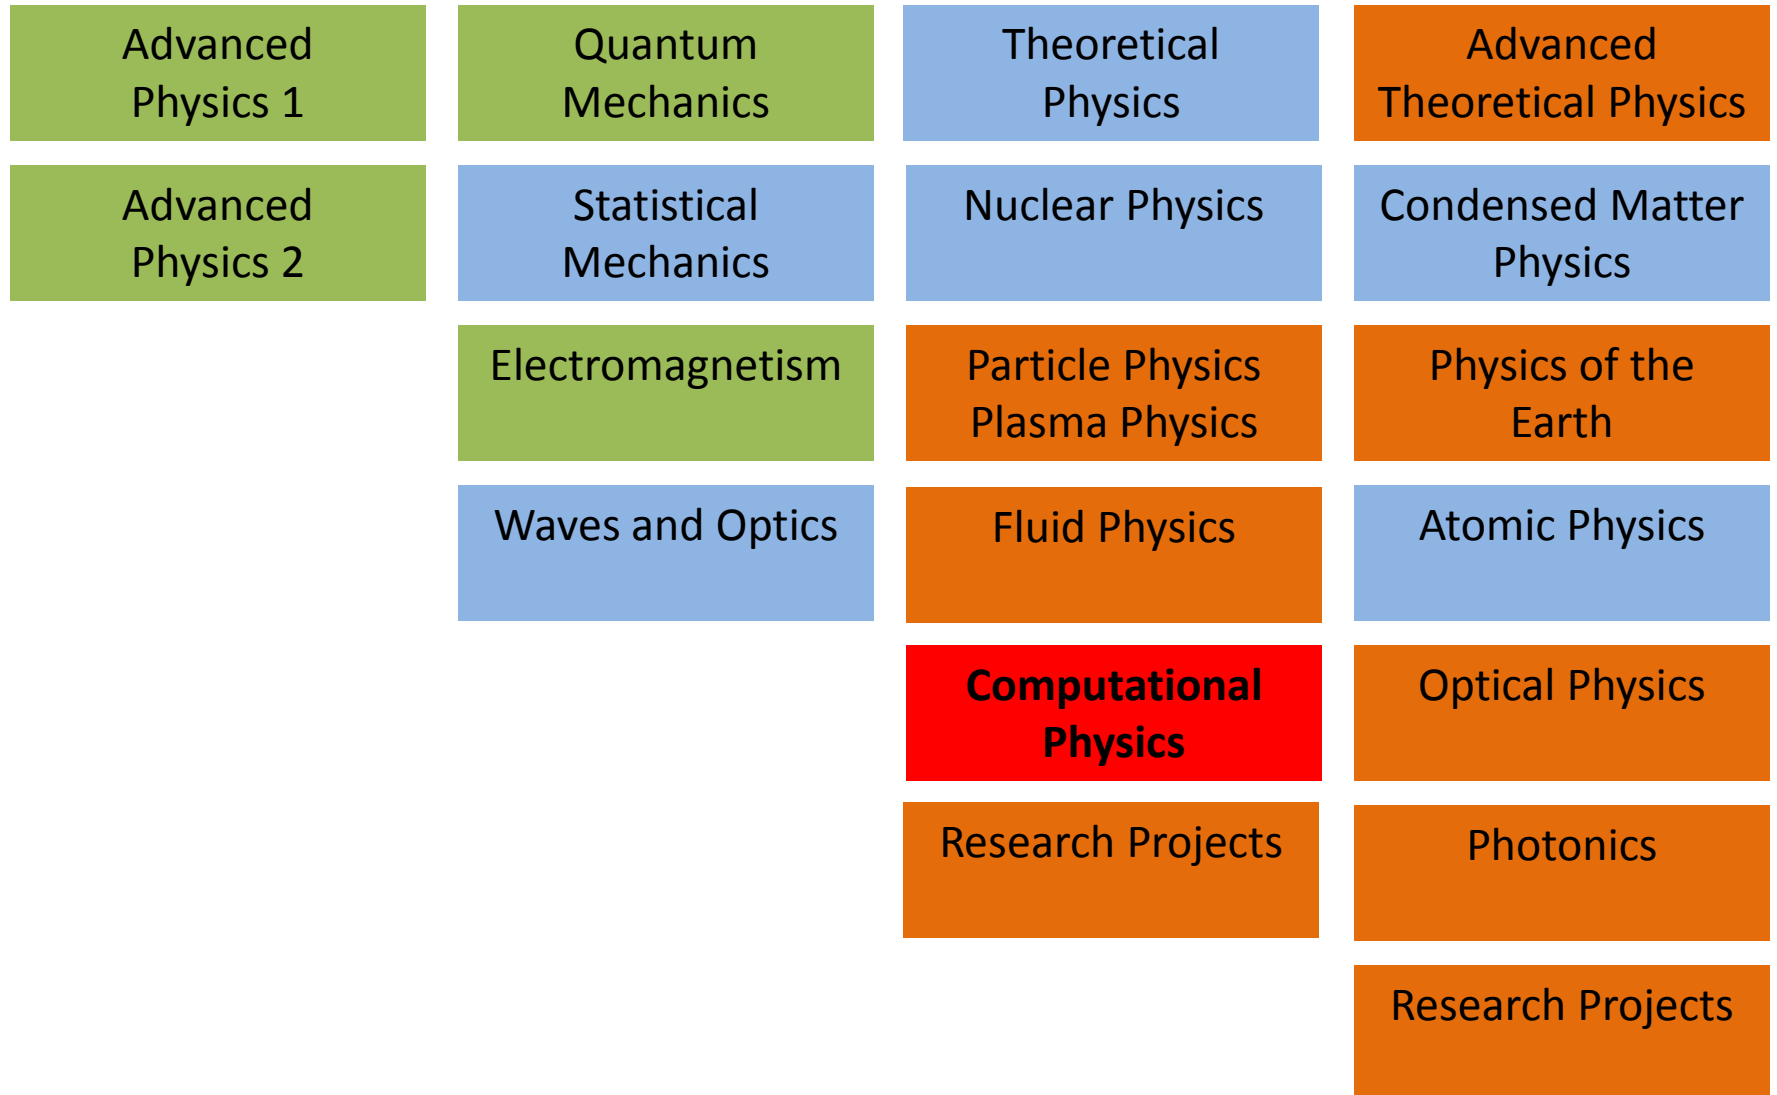 Advanced
Physics 1
Quantum
Mechanics
Theoretical
Physics
Advanced
Theoretical Physics
Advanced
Physics 2
Statistical
Mechanics
Nuclear Physics
Condensed Matter
Physics
Electromagnetism
Particle Physics
Plasma Physics
Physics of the
Earth
Waves and Optics
Fluid Physics
Atomic Physics
Computational
Physics
Optical Physics
Research Projects
Photonics
Research Projects